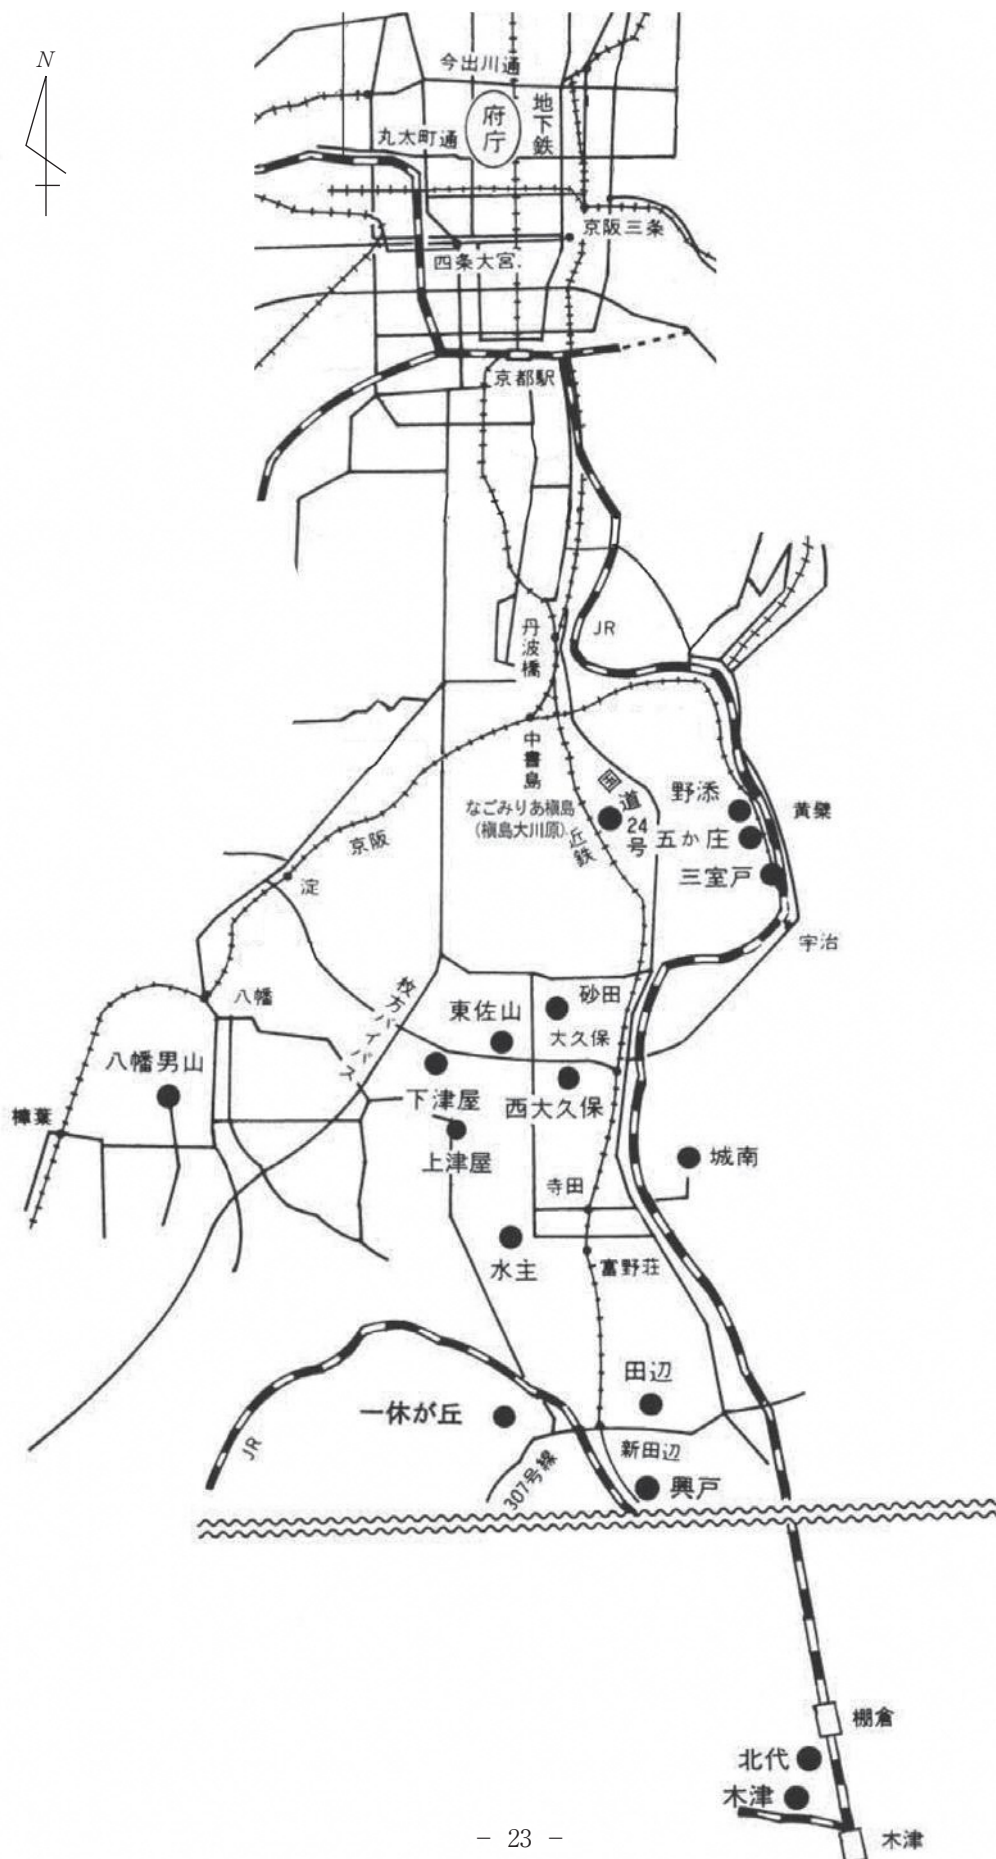 N
今出川通
府庁
地下鉄
丸太町通
京阪三条
四条大宮
京都駅
JR
丹波橋
中書島
国道24号
なごみりあ槇島
(槇島大川原)
近鉄
野添
黄檗
五か庄
三室戸
京阪
淀
宇治
八幡
枚方バイパス
東佐山
砂田
大久保
八幡男山
下津屋
西大久保
樟葉
上津屋
城南
寺田
水主
富野荘
田辺
一休が丘
JR
新田辺
307号線
興戸
棚倉
北代
木津
木津
- 23 -